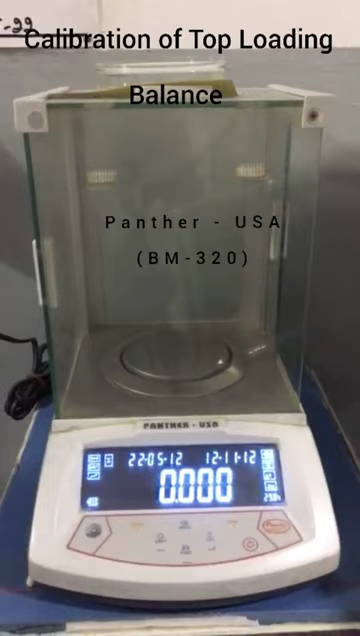 Calibration of Top Loading
Balance
Panther - USA
(BM-320)
PANTHER - USA
22-05-12 12-11-12
0.000